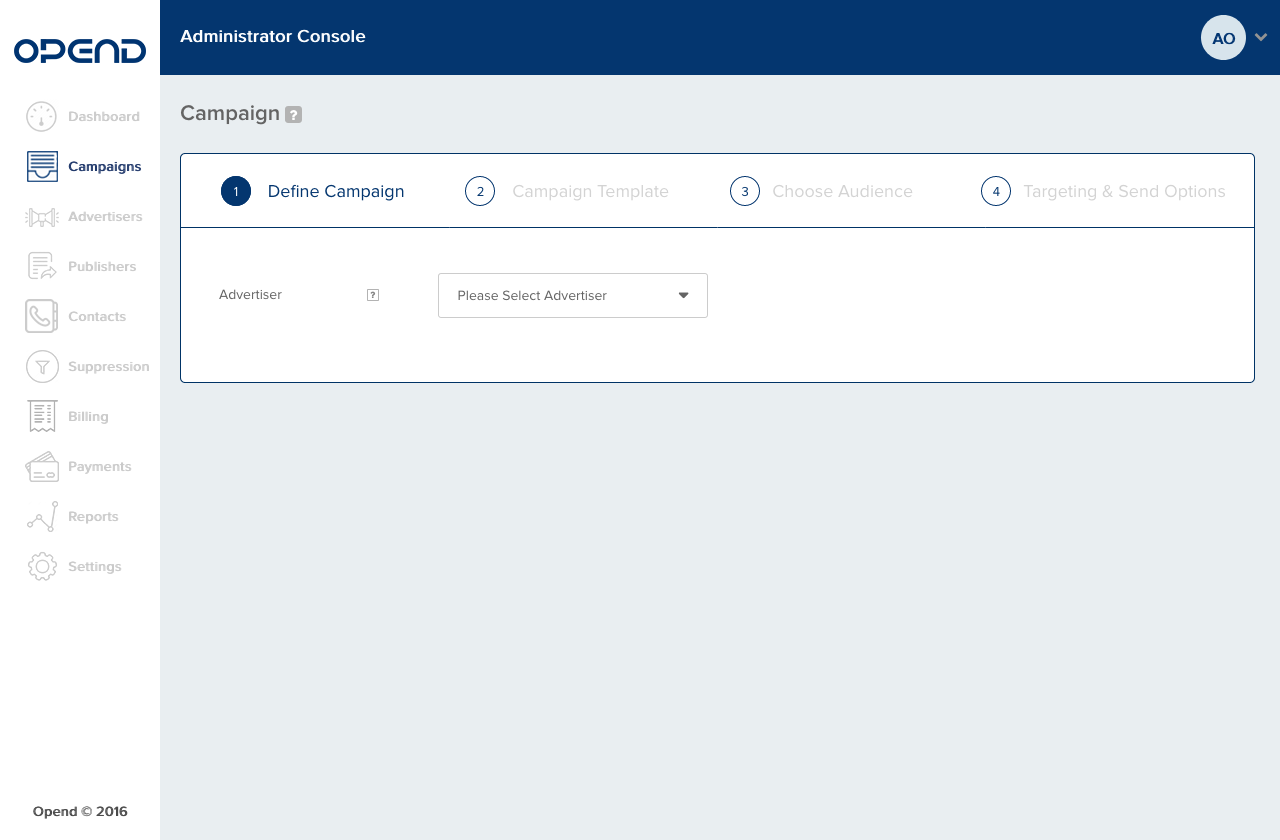 OPEND
Administrator Console
AO
Dashboard
Campaigns
Advertisers
Publishers
Contacts
Suppression
Billing
Payments
Reports
Settings
Opend © 2016
Campaign ?
1 Define Campaign
2 Campaign Template
3 Choose Audience
4 Targeting & Send Options
Advertiser ? Please Select Advertiser